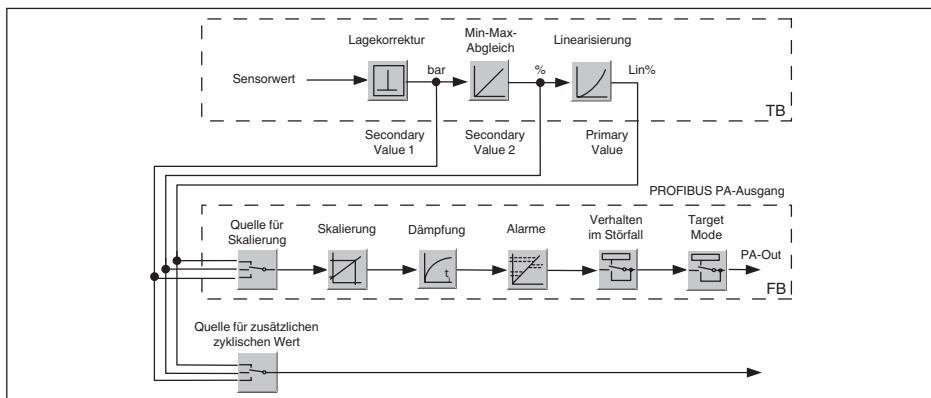 Lagekorrektur
Min-Max-
Abgleich
Linearisierung
Sensorwert
bar
%
Lin%
TB
Secondary
Value 1
Secondary
Value 2
Primary
Value
PROFIBUS PA-Ausgang
Quelle für
Skalierung
Skalierung
Dämpfung
Alarme
Verhalten
im Störfall
Target
Mode
t
PA-Out
FB
Quelle für zusätzlichen
zyklischen Wert